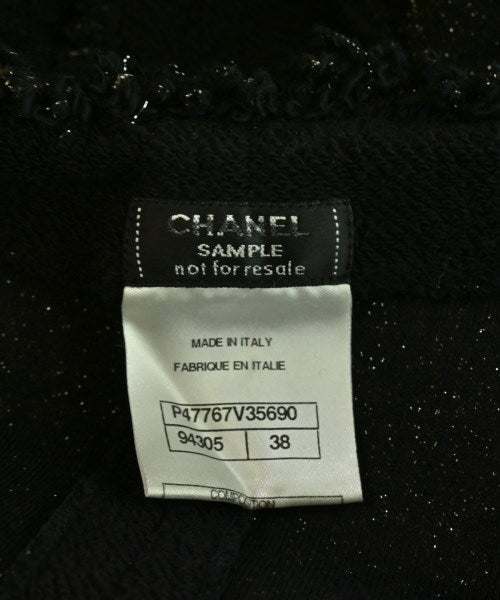 CHANEL
SAMPLE
not for resale
MADE IN ITALY
FABRIQUE EN ITALIE
P47767V35690
94305 38
COMPOSITION